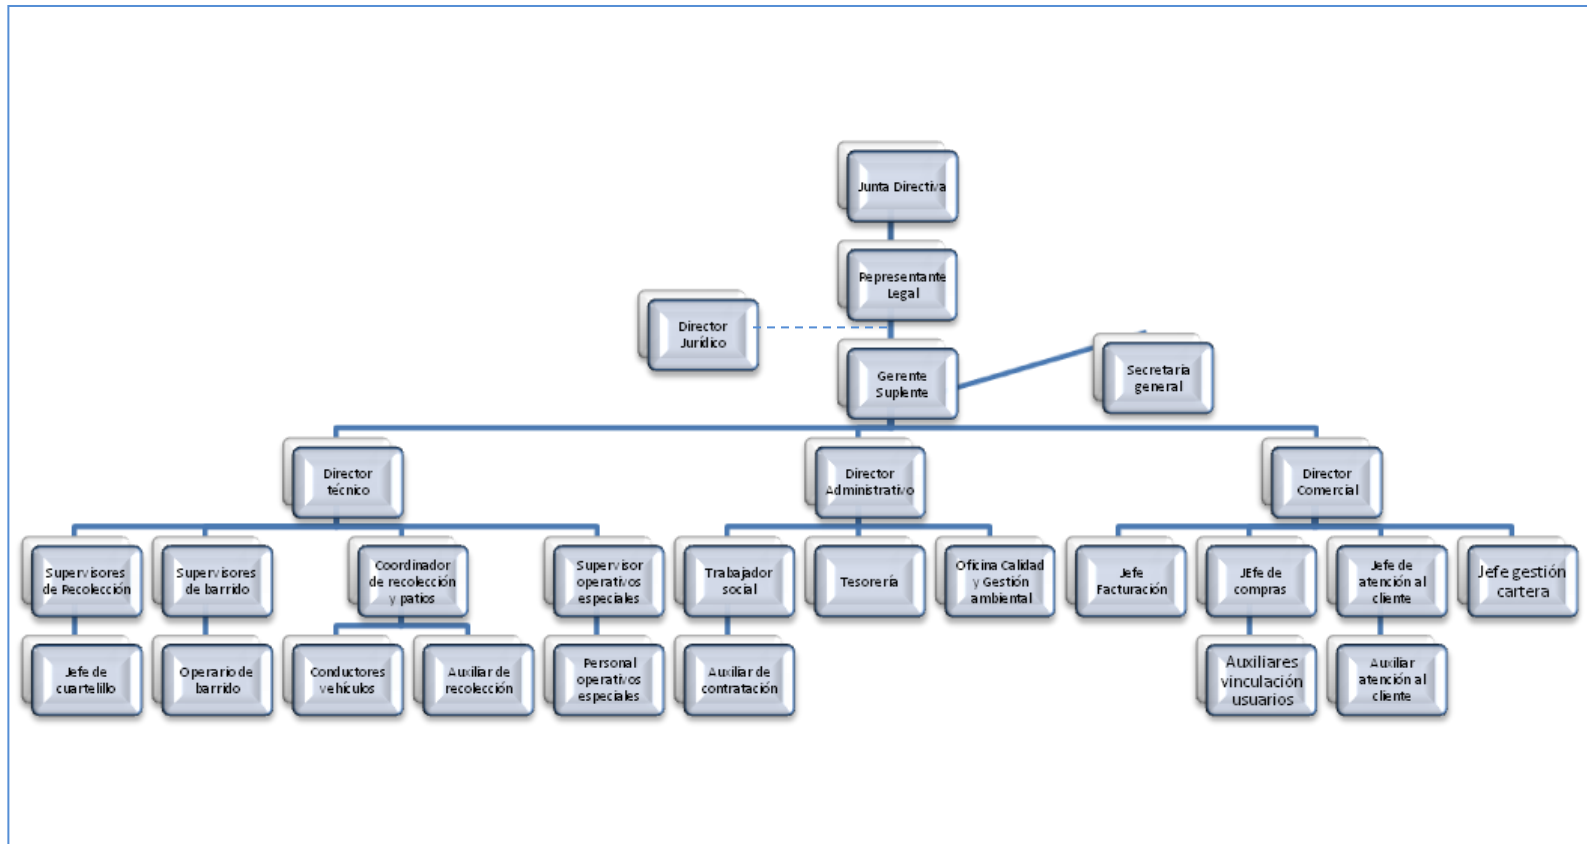 Junta Directiva
Representante
Legal
Director
Jurídico
Gerente
Suplente
Secretaria
general
Director
técnico
Director
Administrativo
Director
Comercial
Supervisores
de Recolección
Supervisores
de barrido
Coordinador
de recolección
y patios
Supervisor
operativos
especiales
Trabajador
social
Tesorería
Oficina Calidad
y Gestión
ambiental
Jefe
Facturación
JEfe de
compras
Jefe de
atención al
cliente
Jefe gestión
cartera
Jefe de
cuartelillo
Operario de
barrido
Conductores
vehículos
Auxiliar de
recolección
Personal
operativos
especiales
Auxiliar de
contratación
Auxiliares
vinculación
usuarios
Auxiliar
atención al
cliente